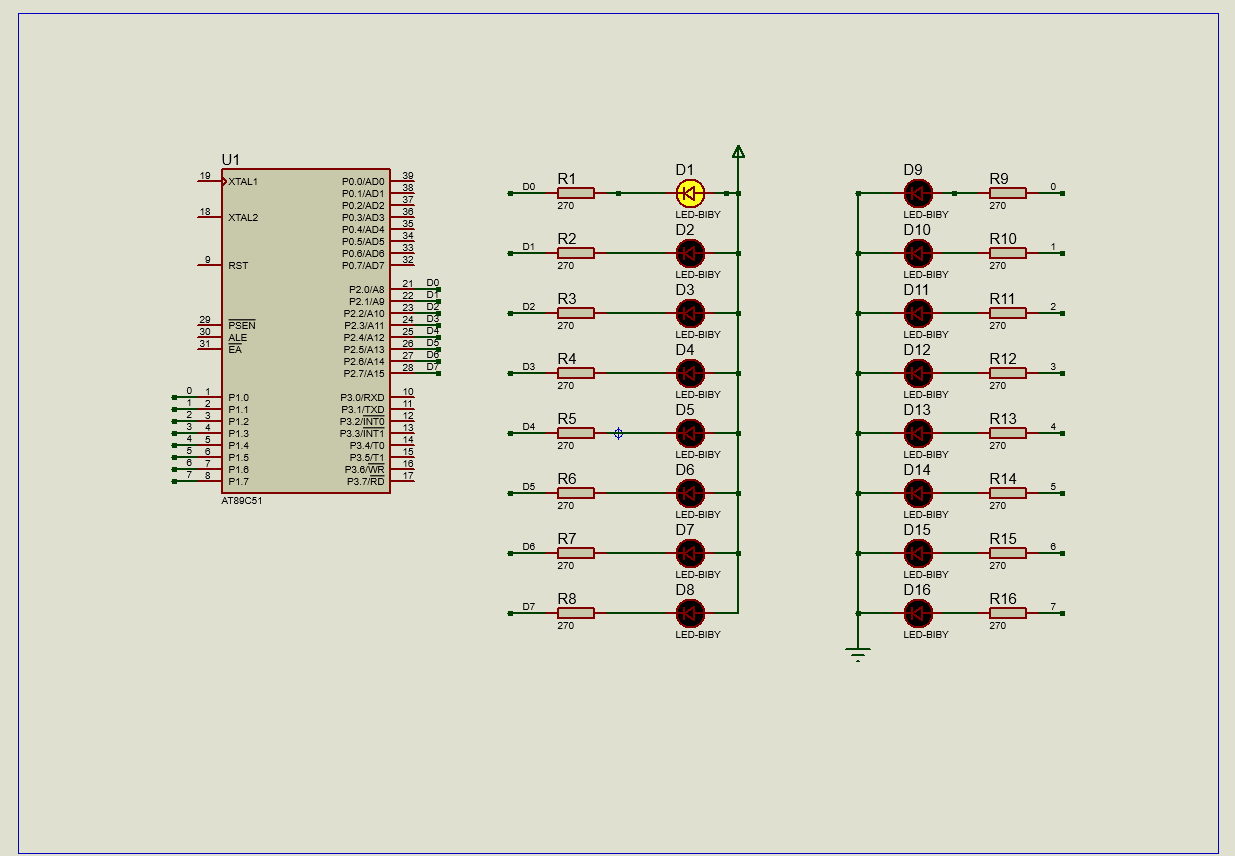 U1
19 XTAL1 P0.0/AD0 39
P0.1/AD1 38
P0.2/AD2 37
18 XTAL2 P0.3/AD3 36
P0.4/AD4 35
P0.5/AD5 34
P0.6/AD6 33
9 RST P0.7/AD7 32
P2.0/A8 21 D0
P2.1/A9 22 D1
P2.2/A10 23 D2
29 PSEN P2.3/A11 24 D3
30 ALE P2.4/A12 25 D4
31 EA P2.5/A13 26 D5
P2.6/A14 27 D6
P2.7/A15 28 D7
0 1 P1.0 P3.0/RXD 10
1 2 P1.1 P3.1/TXD 11
2 3 P1.2 P3.2/INT0 12
3 4 P1.3 P3.3/INT1 13
4 5 P1.4 P3.4/T0 14
5 6 P1.5 P3.5/T1 15
6 7 P1.6 P3.6/WR 16
7 8 P1.7 P3.7/RD 17
AT89C51
D0 R1 D1
270 LED-BIBY
D1 R2 D2
270 LED-BIBY
D2 R3 D3
270 LED-BIBY
D3 R4 D4
270 LED-BIBY
D4 R5 D5
270 LED-BIBY
D5 R6 D6
270 LED-BIBY
D6 R7 D7
270 LED-BIBY
D7 R8 D8
270 LED-BIBY
D9 R9 0
LED-BIBY 270
D10 R10 1
LED-BIBY 270
D11 R11 2
LED-BIBY 270
D12 R12 3
LED-BIBY 270
D13 R13 4
LED-BIBY 270
D14 R14 5
LED-BIBY 270
D15 R15 6
LED-BIBY 270
D16 R16 7
LED-BIBY 270